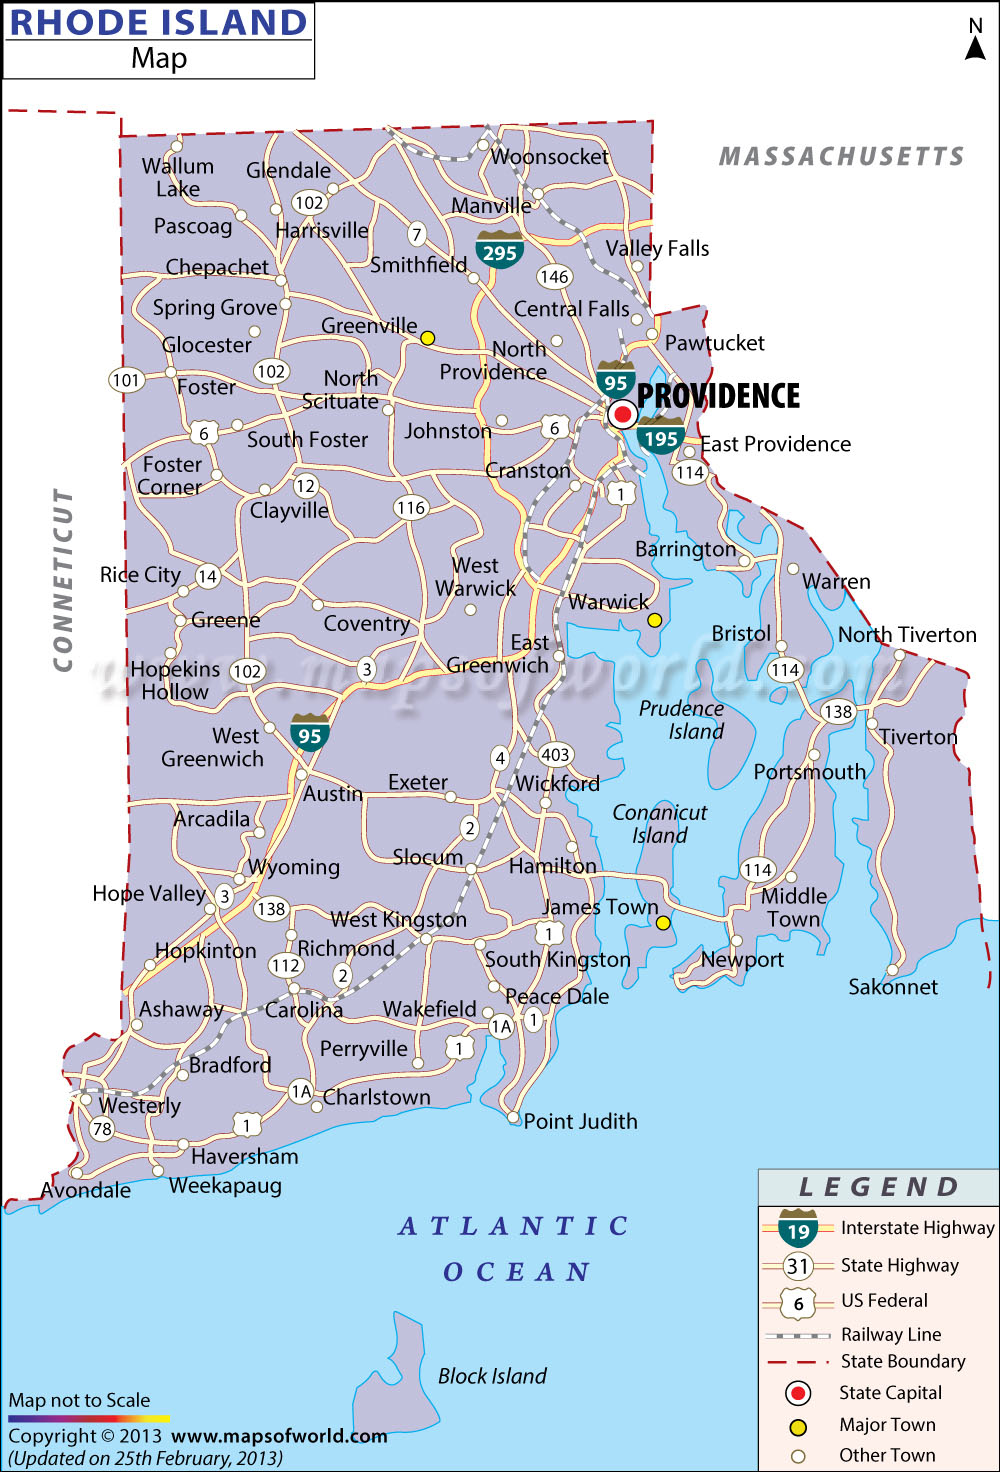 RHODE ISLAND
Map
N
MASSACHUSETTS
CONNETICUT
Wallum
Lake
Glendale
Woonsocket
102
Manville
Pascoag
Harrisville
7
295
Valley Falls
Chepachet
Smithfield
146
Spring Grove
Central Falls
Greenville
Glocester
Pawtucket
North
Providence
101
102
95
Foster
North
Scituate
PROVIDENCE
6
South Foster
Johnston
6
195
East Providence
Foster
Corner
Cranston
114
12
1
Clayville
116
Barrington
Rice City
14
West
Warwick
Warren
Warwick
Greene
Coventry
Bristol
North Tiverton
East
Greenwich
Hopekins
Hollow
102
3
114
www.mapsofworld.com
Prudence
Island
138
West
Greenwich
95
Tiverton
4
403
Portsmouth
Exeter
Wickford
Austin
Conanicut
Island
Arcadila
2
Slocum
Hamilton
Wyoming
114
Middle
Town
Hope Valley
3
138
West Kingston
James Town
1
Hopkinton
Richmond
South Kingston
Newport
112
2
Sakonnet
Peace Dale
Ashaway
Carolina
Wakefield
1A
1
Perryville
1
Bradford
1A
Charlstown
Westerly
78
1
Point Judith
Haversham
Avondale
Weekapaug
ATLANTIC
OCEAN
Block Island
LEGEND
19 Interstate Highway
31 State Highway
6 US Federal
Railway Line
State Boundary
State Capital
Major Town
Other Town
Map not to Scale
Copyright © 2013 www.mapsofworld.com
(Updated on 25th February, 2013)